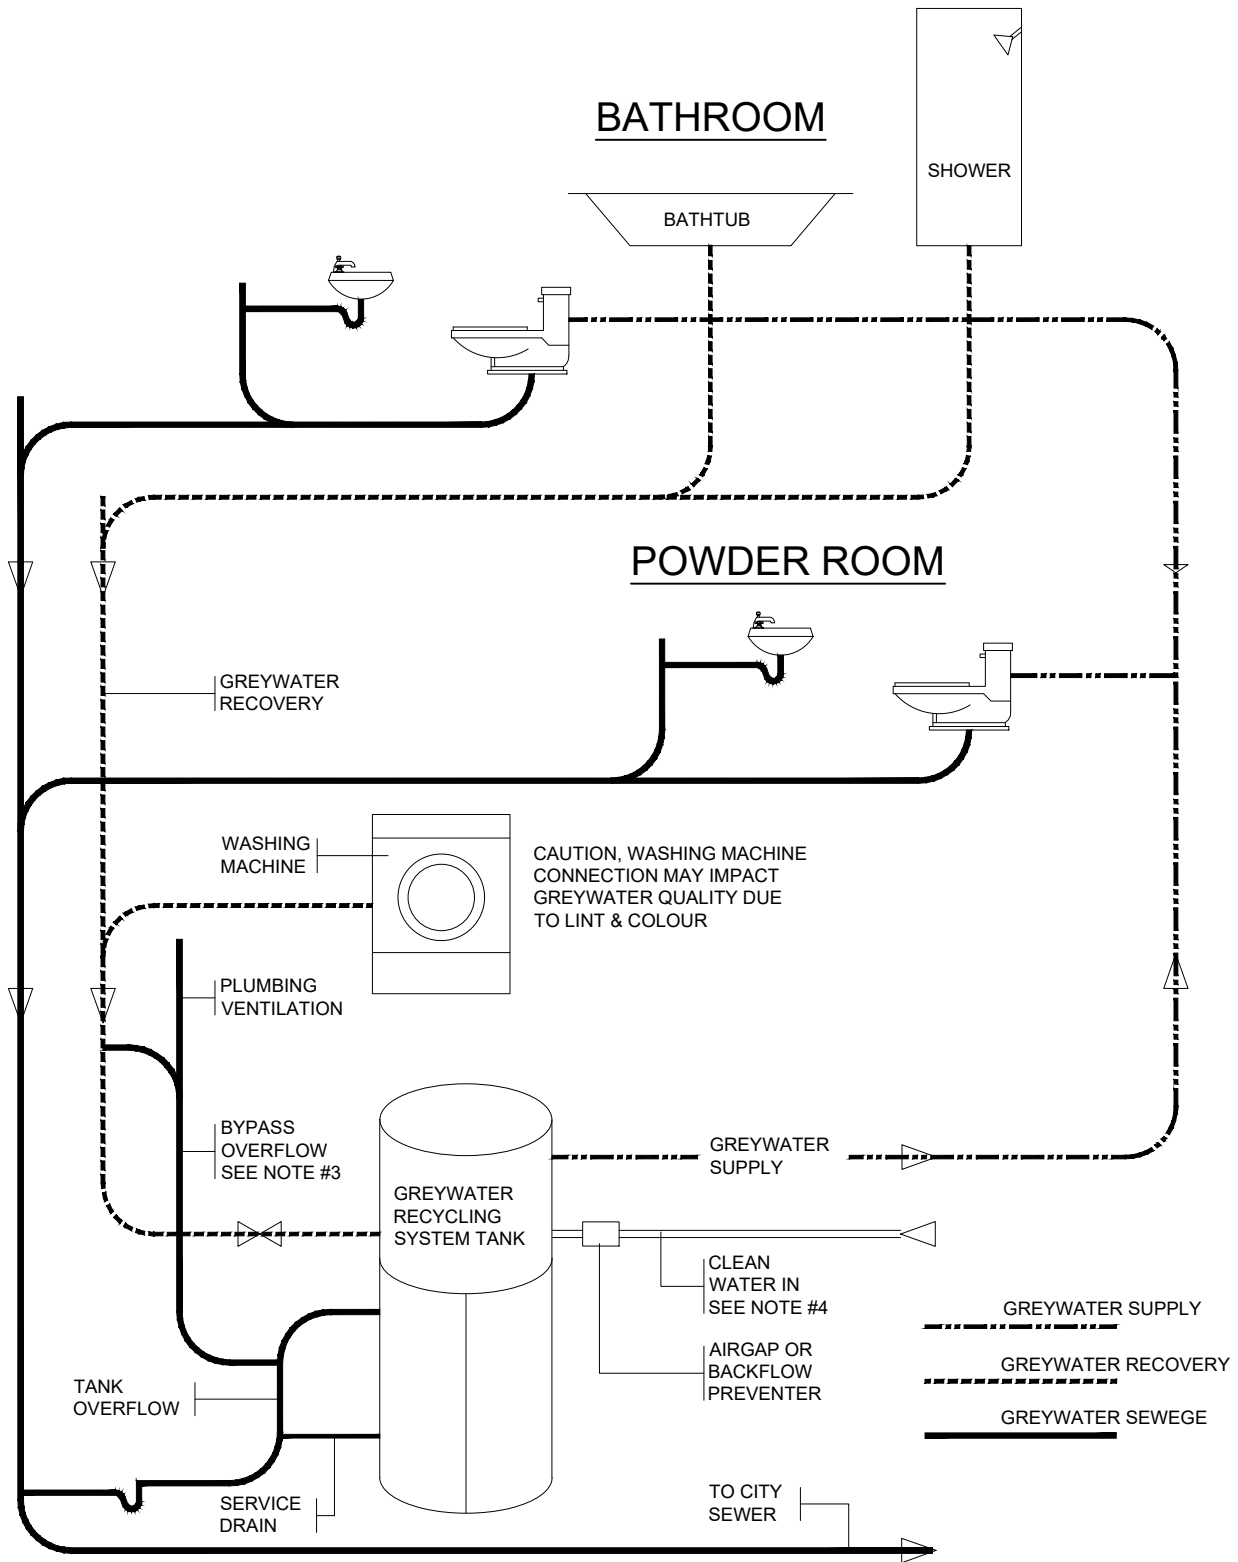 BATHROOM
SHOWER
BATHTUB
POWDER ROOM
GREYWATER
RECOVERY
WASHING
MACHINE
CAUTION, WASHING MACHINE
CONNECTION MAY IMPACT
GREYWATER QUALITY DUE
TO LINT & COLOUR
PLUMBING
VENTILATION
BYPASS
OVERFLOW
SEE NOTE #3
GREYWATER
SUPPLY
GREYWATER
RECYCLING
SYSTEM TANK
CLEAN
WATER IN
SEE NOTE #4
AIRGAP OR
BACKFLOW
PREVENTER
GREYWATER SUPPLY
GREYWATER RECOVERY
GREYWATER SEWEGE
TANK
OVERFLOW
SERVICE
DRAIN
TO CITY
SEWER